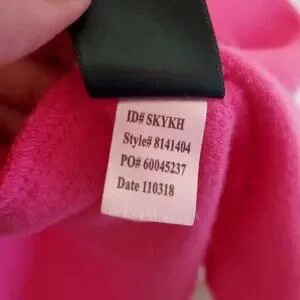 ID# SKYKH
Style# 8141404
PO# 60045237
Date 110318